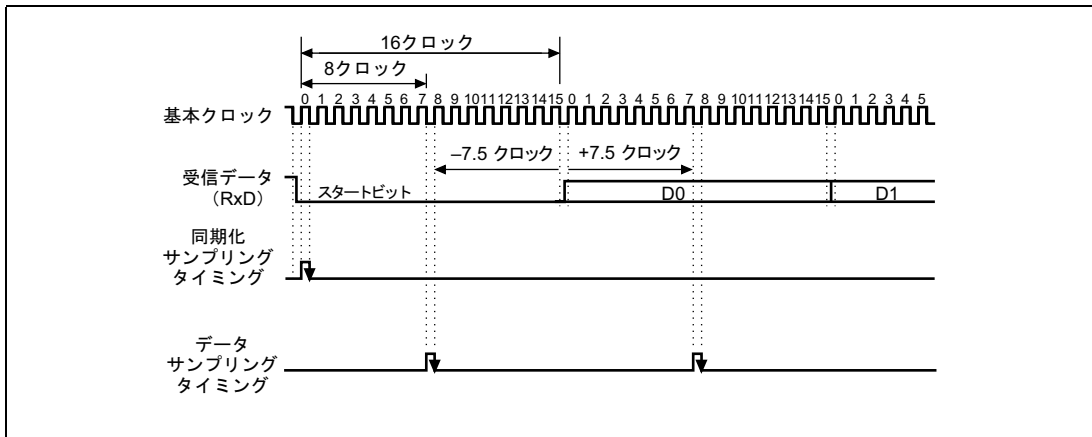 16クロック
8クロック
基本クロック
0 1 2 3 4 5 6 7 8 9 10 11 12 13 14 15 0 1 2 3 4 5 6 7 8 9 10 11 12 13 14 15 0 1 2 3 4 5
–7.5 クロック
+7.5 クロック
受信データ
（RxD）
スタートビット
D0
D1
同期化
サンプリング
タイミング
データ
サンプリング
タイミング